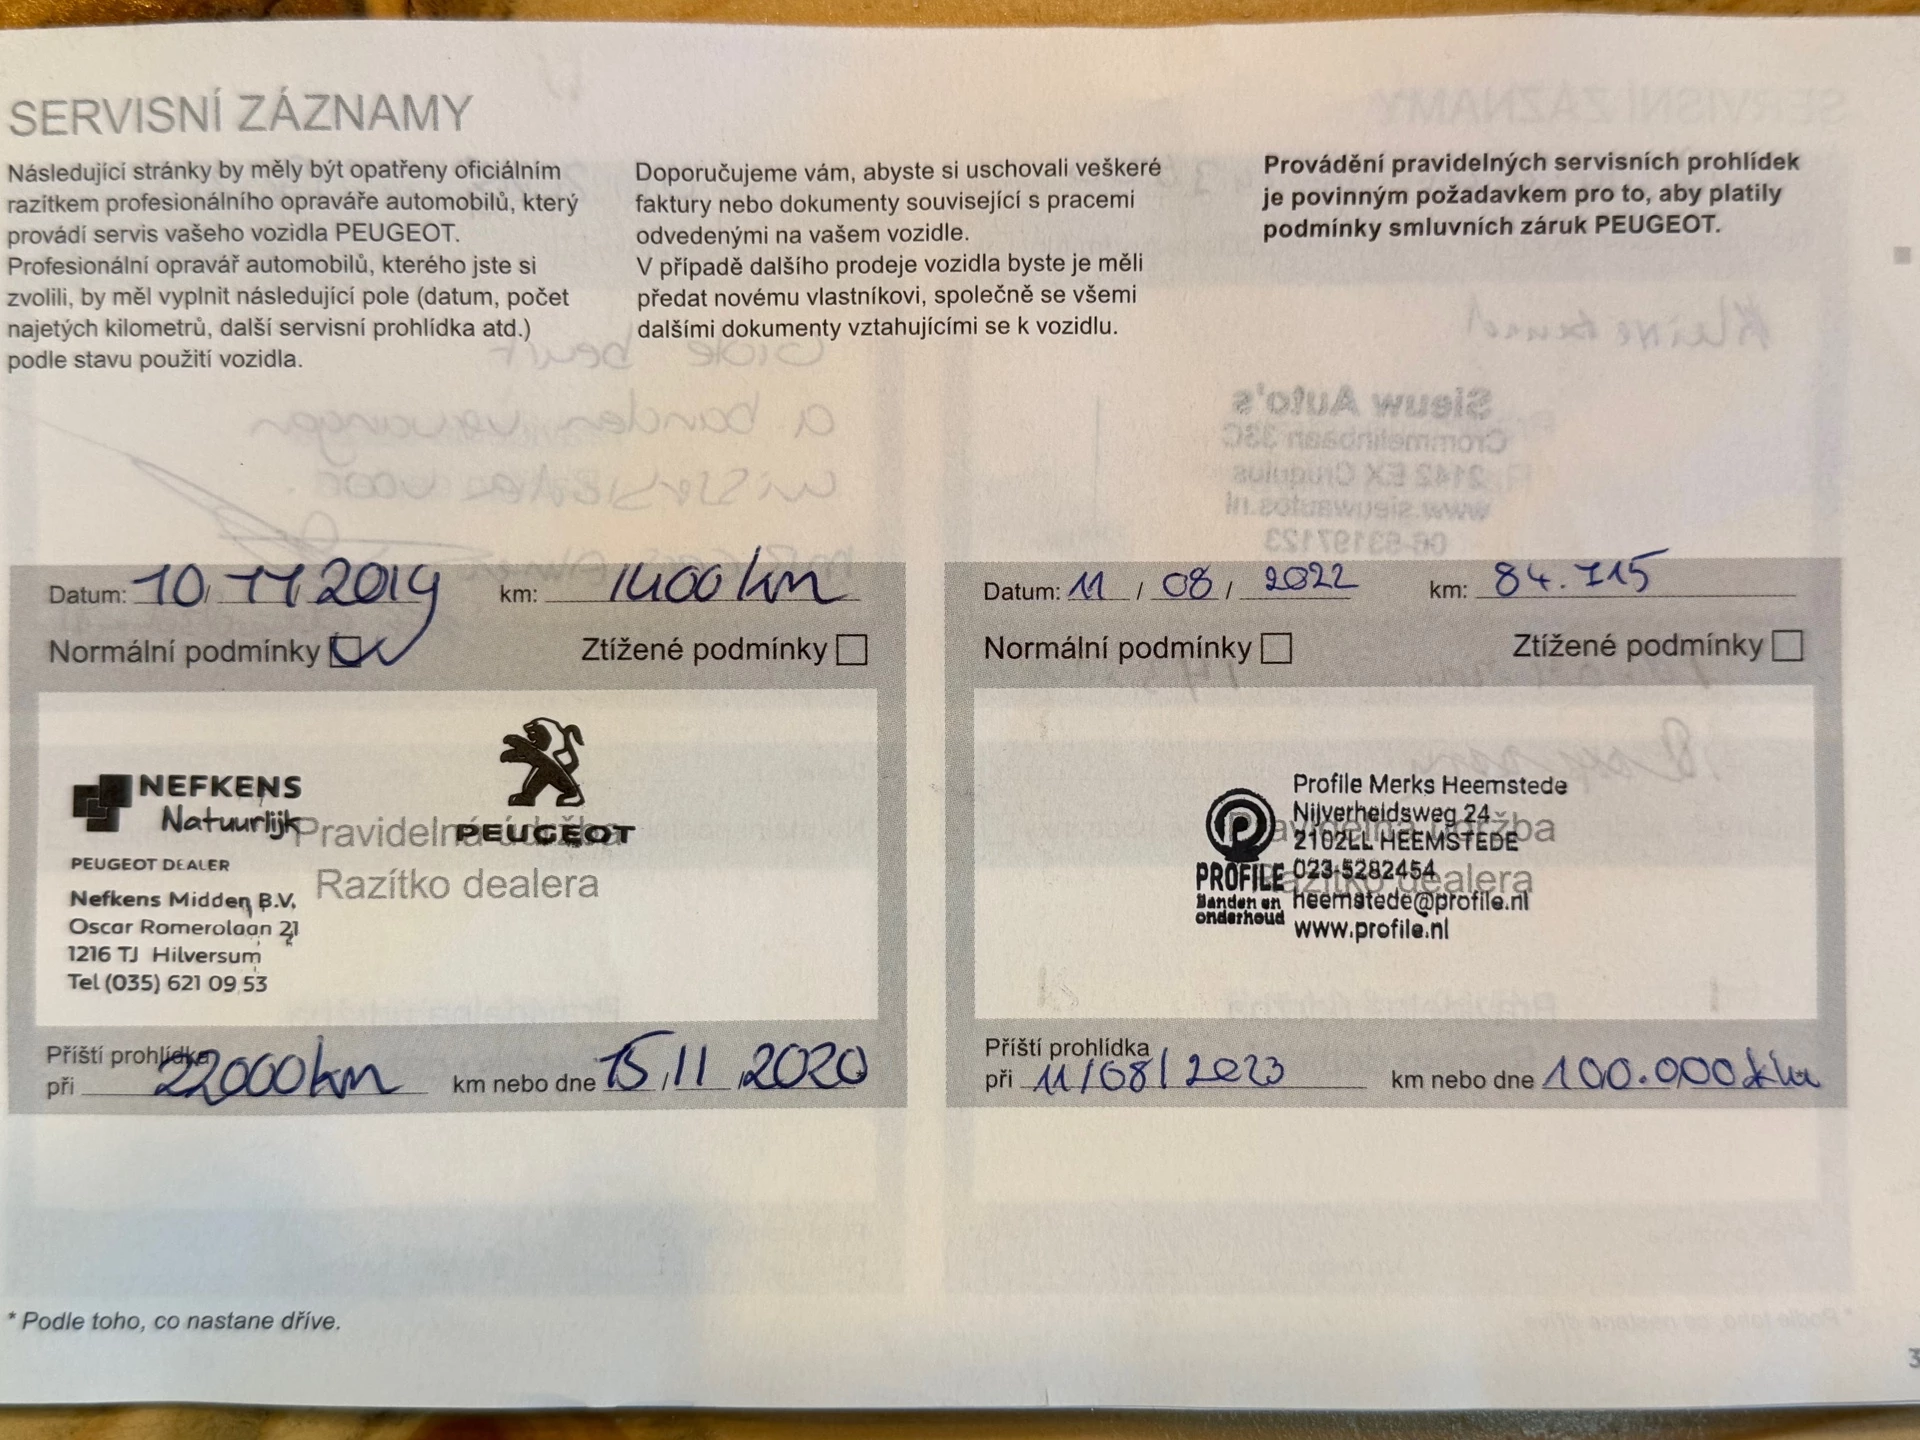 SERVISNÍ ZÁZNAMY
Následující stránky by měly být opatřeny oficiálním
razítkem profesionálního opraváře automobilů, který
provádí servis vašeho vozidla PEUGEOT.
Profesionální opravář automobilů, kterého jste si
zvolili, by měl vyplnit následující pole (datum, počet
najetých kilometrů, další servisní prohlídka atd.)
podle stavu použití vozidla.
Doporučujeme vám, abyste si uschovali veškeré
faktury nebo dokumenty související s pracemi
odvedenými na vašem vozidle.
V případě dalšího prodeje vozidla byste je měli
předat novému vlastníkovi, společně se všemi
dalšími dokumenty vztahujícími se k vozidlu.
Provádění pravidelných servisních prohlídek
je povinným požadavkem pro to, aby platily
podmínky smluvních záruk PEUGEOT.
Datum: 10/11/2019 km: 1400 km
Normální podmínky Ztížené podmínky
NEFKENS
Natuurlijk
PEUGEOT
Pravidelná údržba
Razítko dealera
PEUGEOT DEALER
Nefkens Midden B.V.
Oscar Romerolaan 21
1216 TJ Hilversum
Tel (035) 621 09 53
Příští prohlídka
při 22000 km km nebo dne 15/11/2020
Datum: 11 / 08 / 2022 km: 84.715
Normální podmínky Ztížené podmínky
Pravidelná údržba
Razítko dealera
PROFILE
Banden en
onderhoud
Profile Merks Heemstede
Nijverheidsweg 24
2102LL HEEMSTEDE
023-5282454
heemstede@profile.nl
www.profile.nl
Příští prohlídka
při 11/08/2023 km nebo dne 100.000
* Podle toho, co nastane dříve.